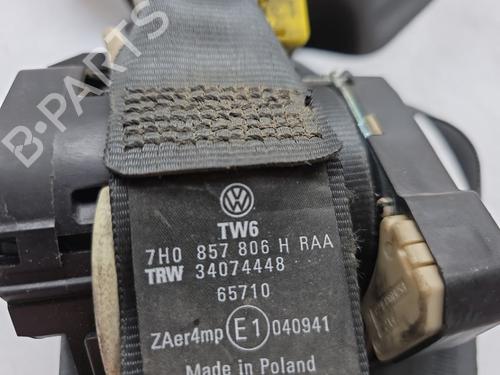 B-PARTS
TW6
7H0 857 806 H RAA
TRW 34074448
65710
ZAer4mp E1 040941
Made in Poland